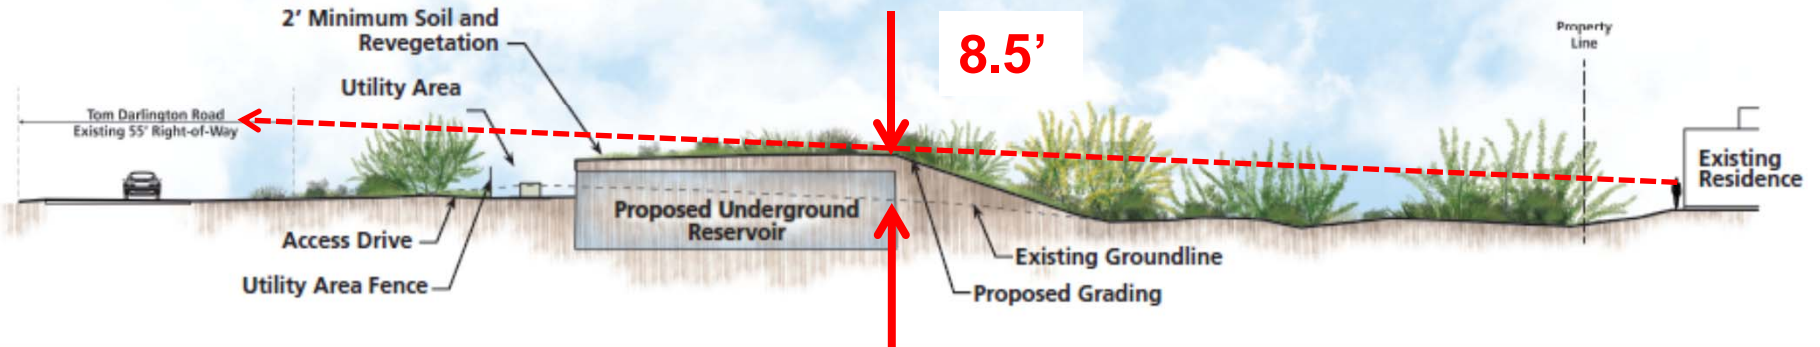 2’ Minimum Soil and
Revegetation
Utility Area
8.5’
Property
Line
Tom Darlington Road
Existing 55’ Right-of-Way
Existing
Residence
Proposed Underground
Reservoir
Access Drive
Utility Area Fence
Existing Groundline
Proposed Grading